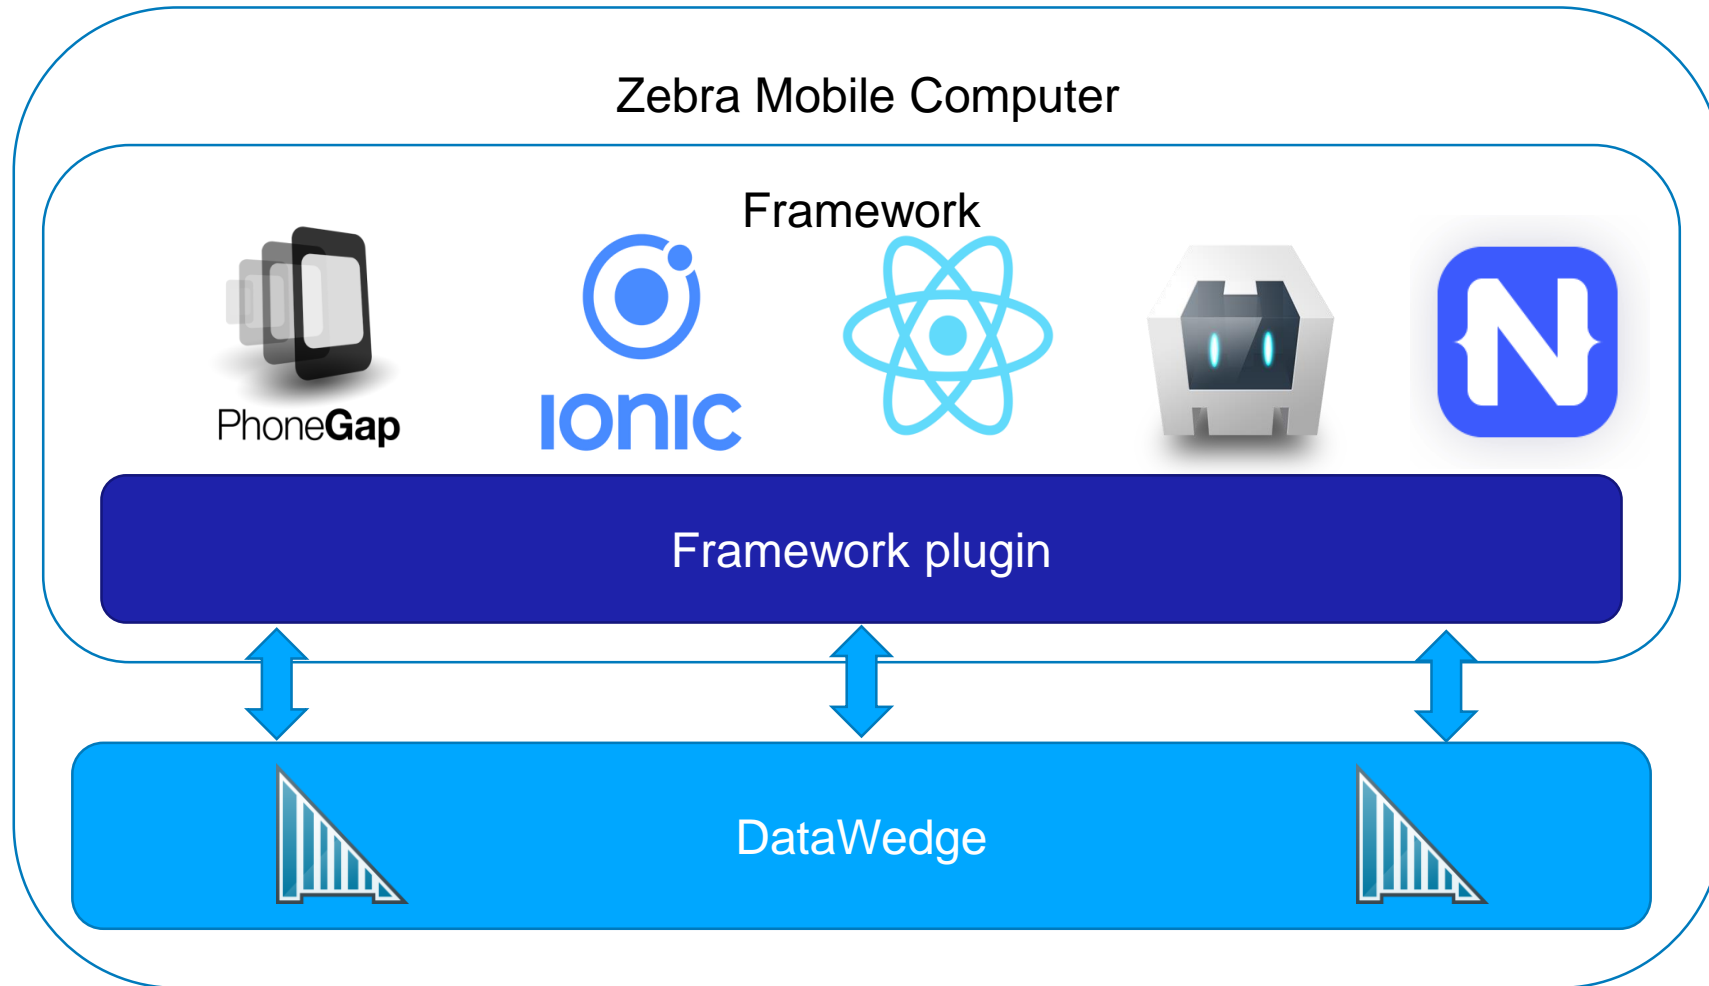 Zebra Mobile Computer
Framework
PhoneGap
IONIC
N
Framework plugin
DataWedge